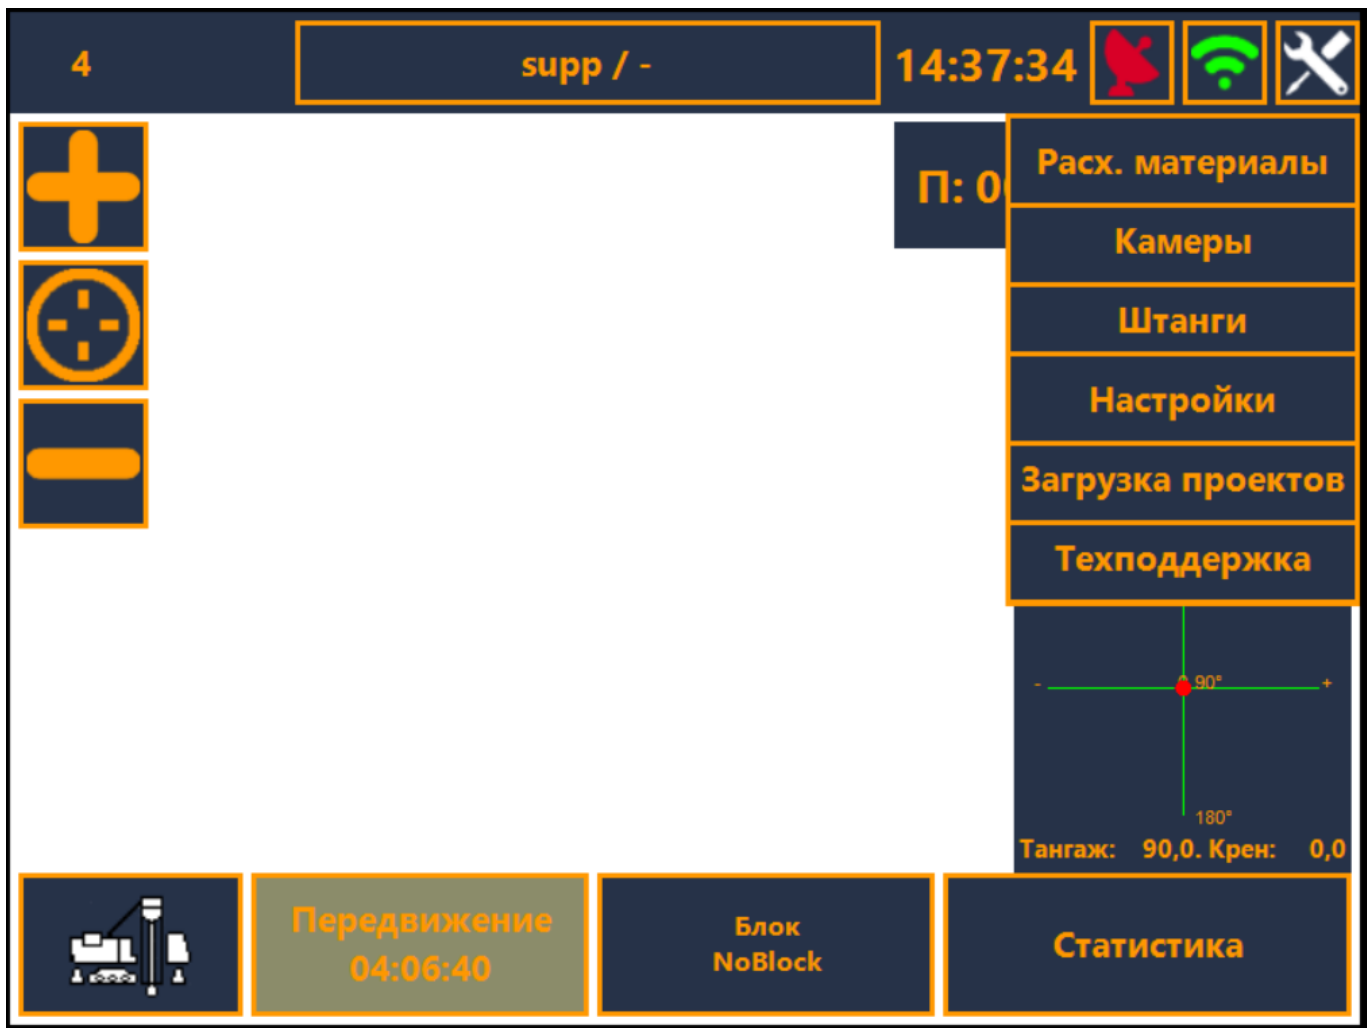 4
supp / -
14:37:34
П: 0
Расх. материалы
Камеры
Штанги
Настройки
Загрузка проектов
Техподдержка
- 90° +
180°
Тангаж: 90,0. Крен: 0,0
Передвижение
04:06:40
Блок
NoBlock
Статистика